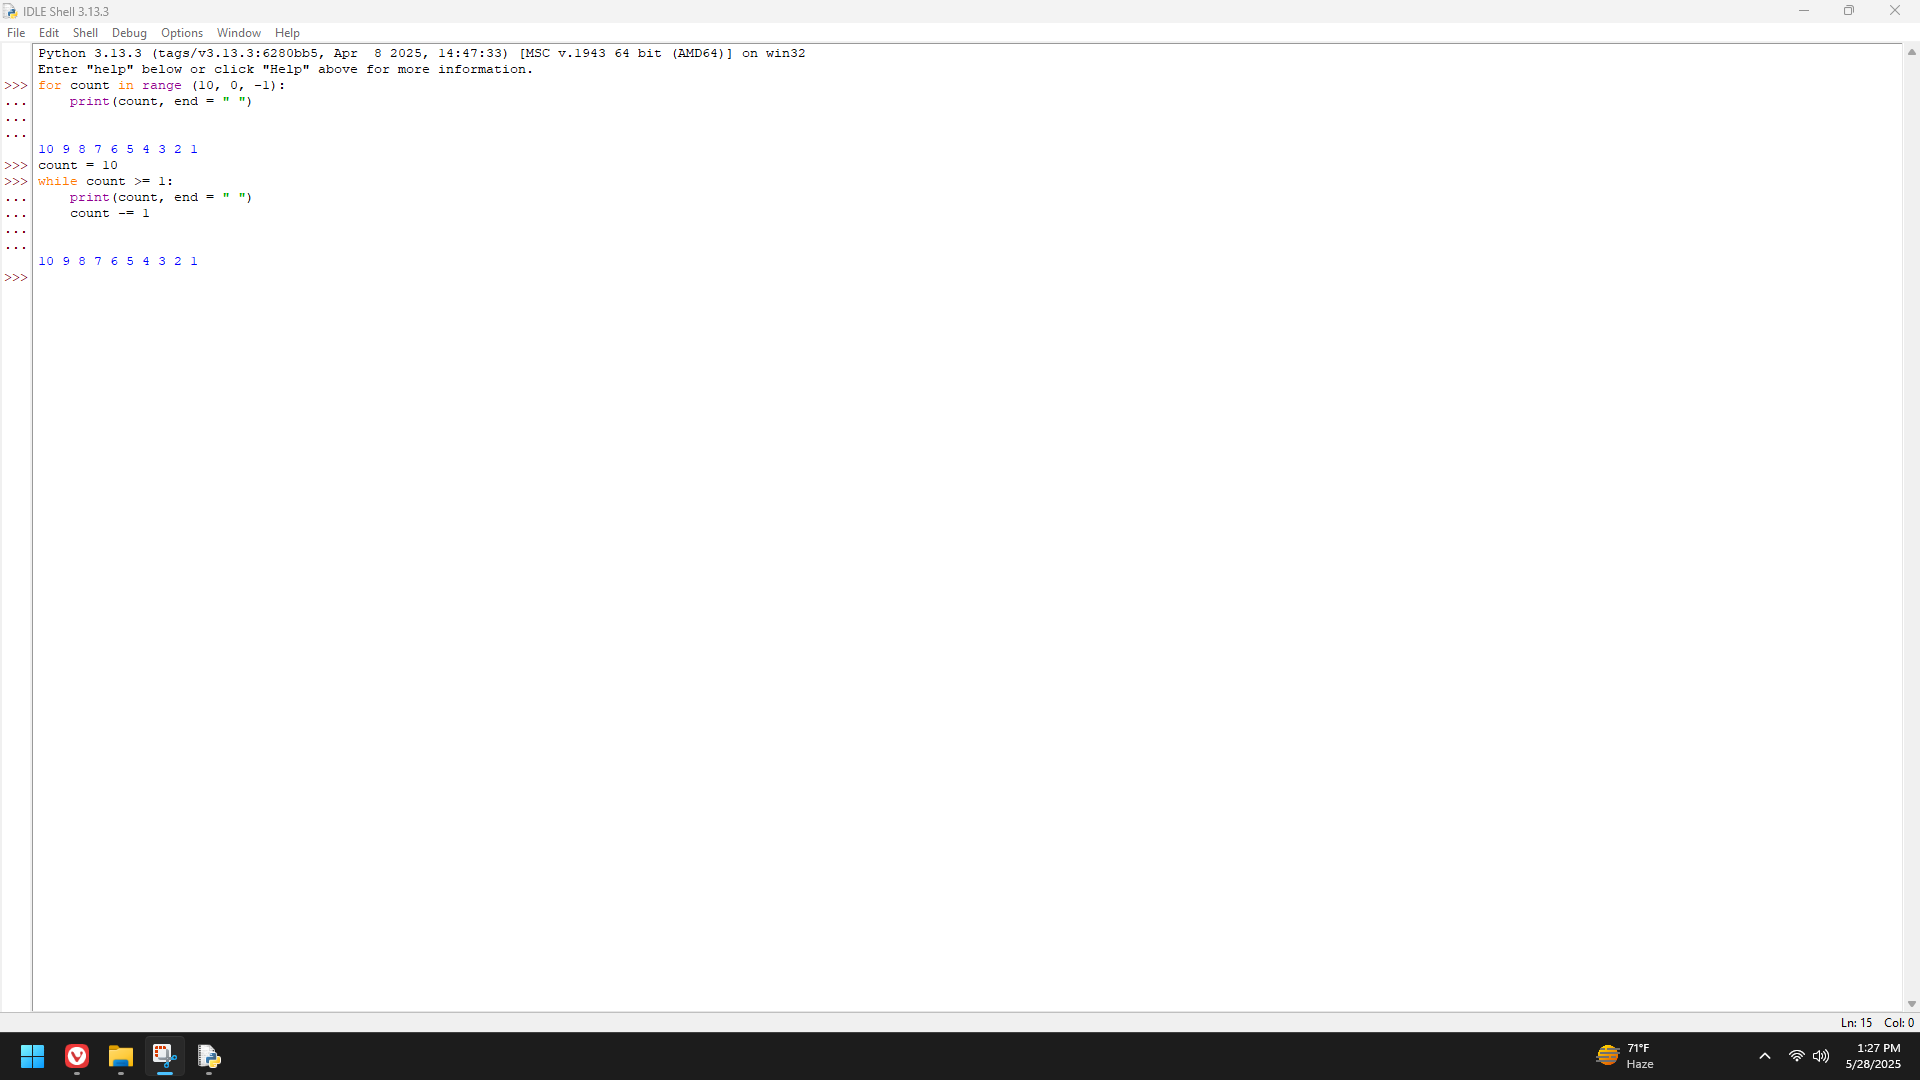 IDLE Shell 3.13.3
File Edit Shell Debug Options Window Help
Python 3.13.3 (tags/v3.13.3:6280bb5, Apr  8 2025, 14:47:33) [MSC v.1943 64 bit (AMD64)] on win32
Enter "help" below or click "Help" above for more information.
>>> for count in range (10, 0, -1):
...     print(count, end = " ")
...
...
10 9 8 7 6 5 4 3 2 1
>>> count = 10
>>> while count >= 1:
...     print(count, end = " ")
...     count -= 1
...
...
10 9 8 7 6 5 4 3 2 1
>>>
Ln: 15 Col: 0
71°F
Haze
1:27 PM
5/28/2025